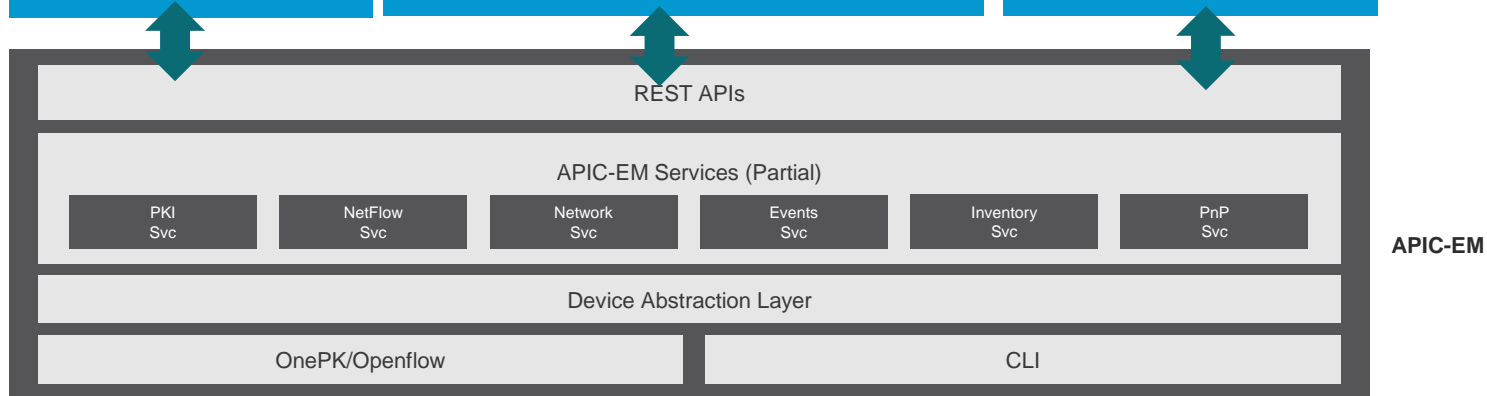 REST APIs
APIC-EM Services (Partial)
PKI
Svc
NetFlow
Svc
Network
Svc
Events
Svc
Inventory
Svc
PnP
Svc
APIC-EM
Device Abstraction Layer
OnePK/Openflow
CLI